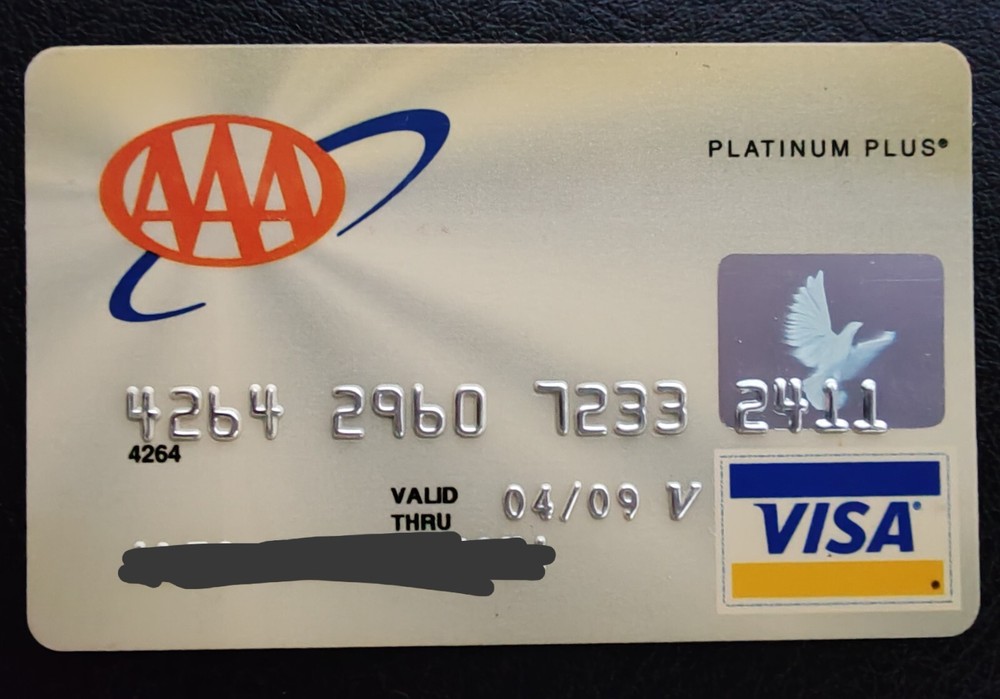 AAA
PLATINUM PLUS®
4264 2960 7233 2411
4264
VALID
THRU 04/09 V
VISA®